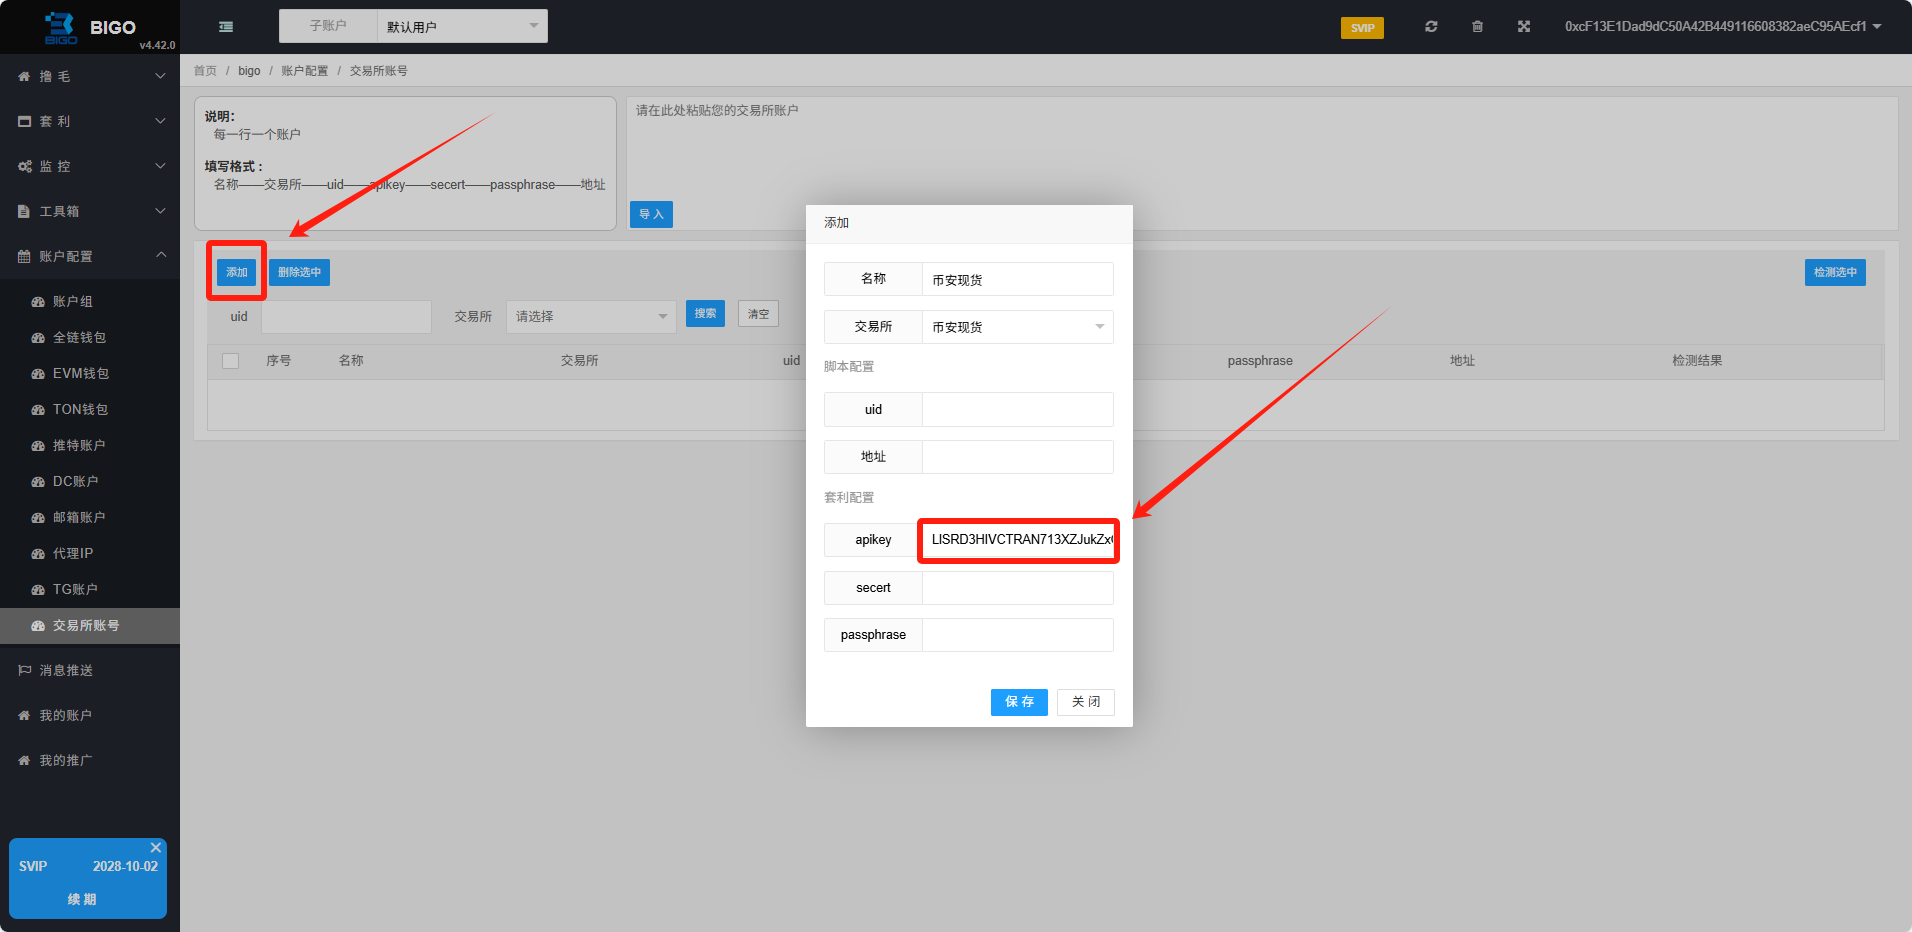 BIGO
BIGO
v4.42.0
子账户
默认用户
SVIP
0xcF13E1Dad9dC50A42B449116608382aeC95AEcf1
撸 毛
套 利
监 控
工具箱
账户配置
账户组
全链钱包
EVM钱包
TON钱包
推特账户
DC账户
邮箱账户
代理IP
TG账户
交易所账号
消息推送
我的账户
我的推广
SVIP
2028-10-02
续 期
首页 / bigo / 账户配置 / 交易所账号
说明：
每一行一个账户
填写格式 :
名称——交易所——uid——apikey——secert——passphrase——地址
请在此处粘贴您的交易所账户
导 入
添加
删除选中
检测选中
uid
交易所
请选择
搜索
清空
序号
名称
交易所
uid
passphrase
地址
检测结果
添加
名称
币安现货
交易所
币安现货
脚本配置
uid
地址
套利配置
apikey
LISRD3HIVCTRAN713XZJukZx
secert
passphrase
保 存
关 闭